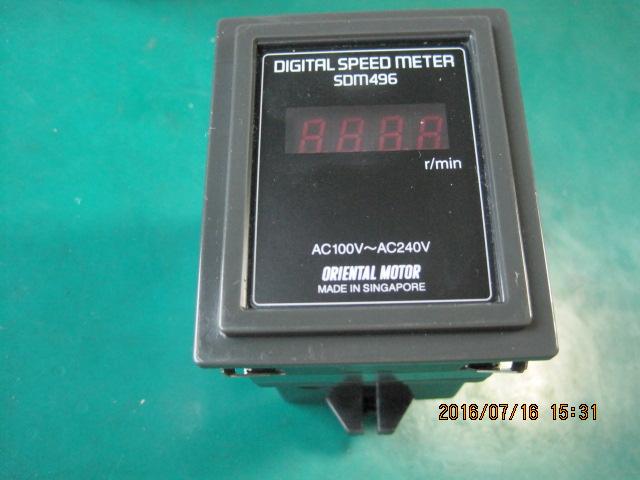 DIGITAL SPEED METER
SDM496
r/min
AC100V～AC240V
ORIENTAL MOTOR
MADE IN SINGAPORE
2016/07/16 15:31